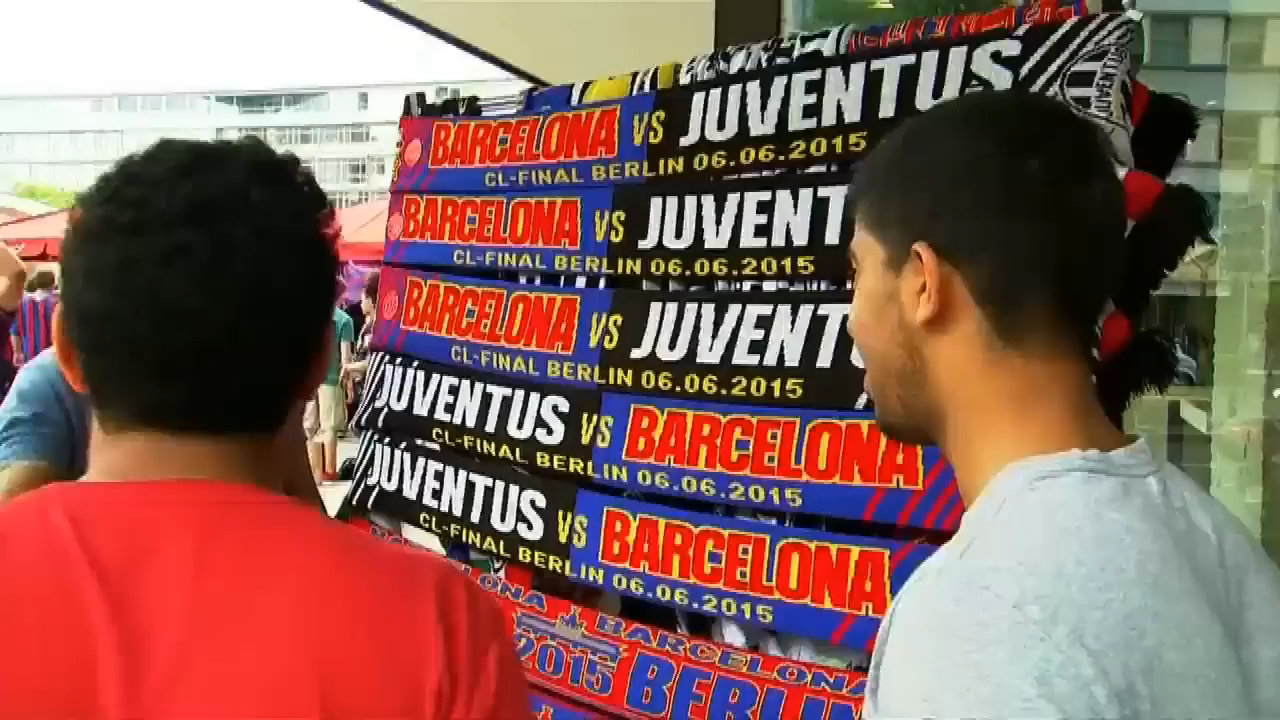 BARCELONA VS JUVENTUS
CL-FINAL BERLIN 06.06.2015
BARCELONA VS JUVENT
CL-FINAL BERLIN 06.06.2015
BARCELONA VS JUVENT
CL-FINAL BERLIN 06.06.2015
JUVENTUS VS BARCELONA
CL-FINAL BERLIN 06.06.2015
JUVENTUS VS BARCELONA
CL-FINAL BERLIN 06.06.2015
LONA BARCELONA
2015 BERLIN